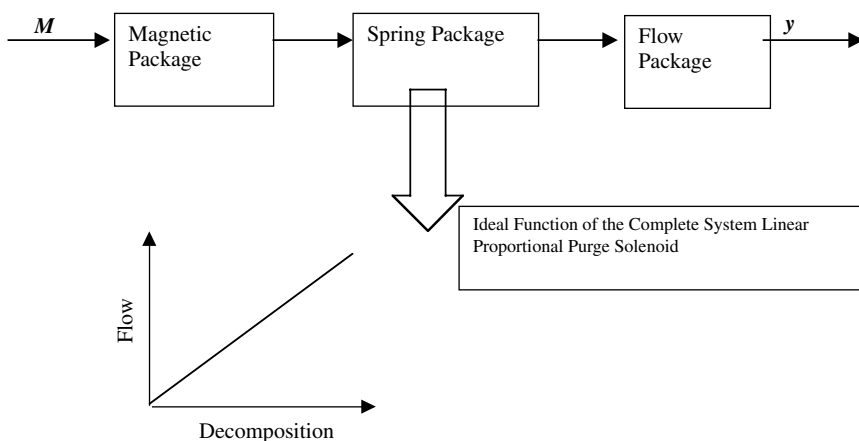 M
Magnetic
Package
Spring Package
Flow
Package
y
Ideal Function of the Complete System Linear
Proportional Purge Solenoid
Flow
Decomposition